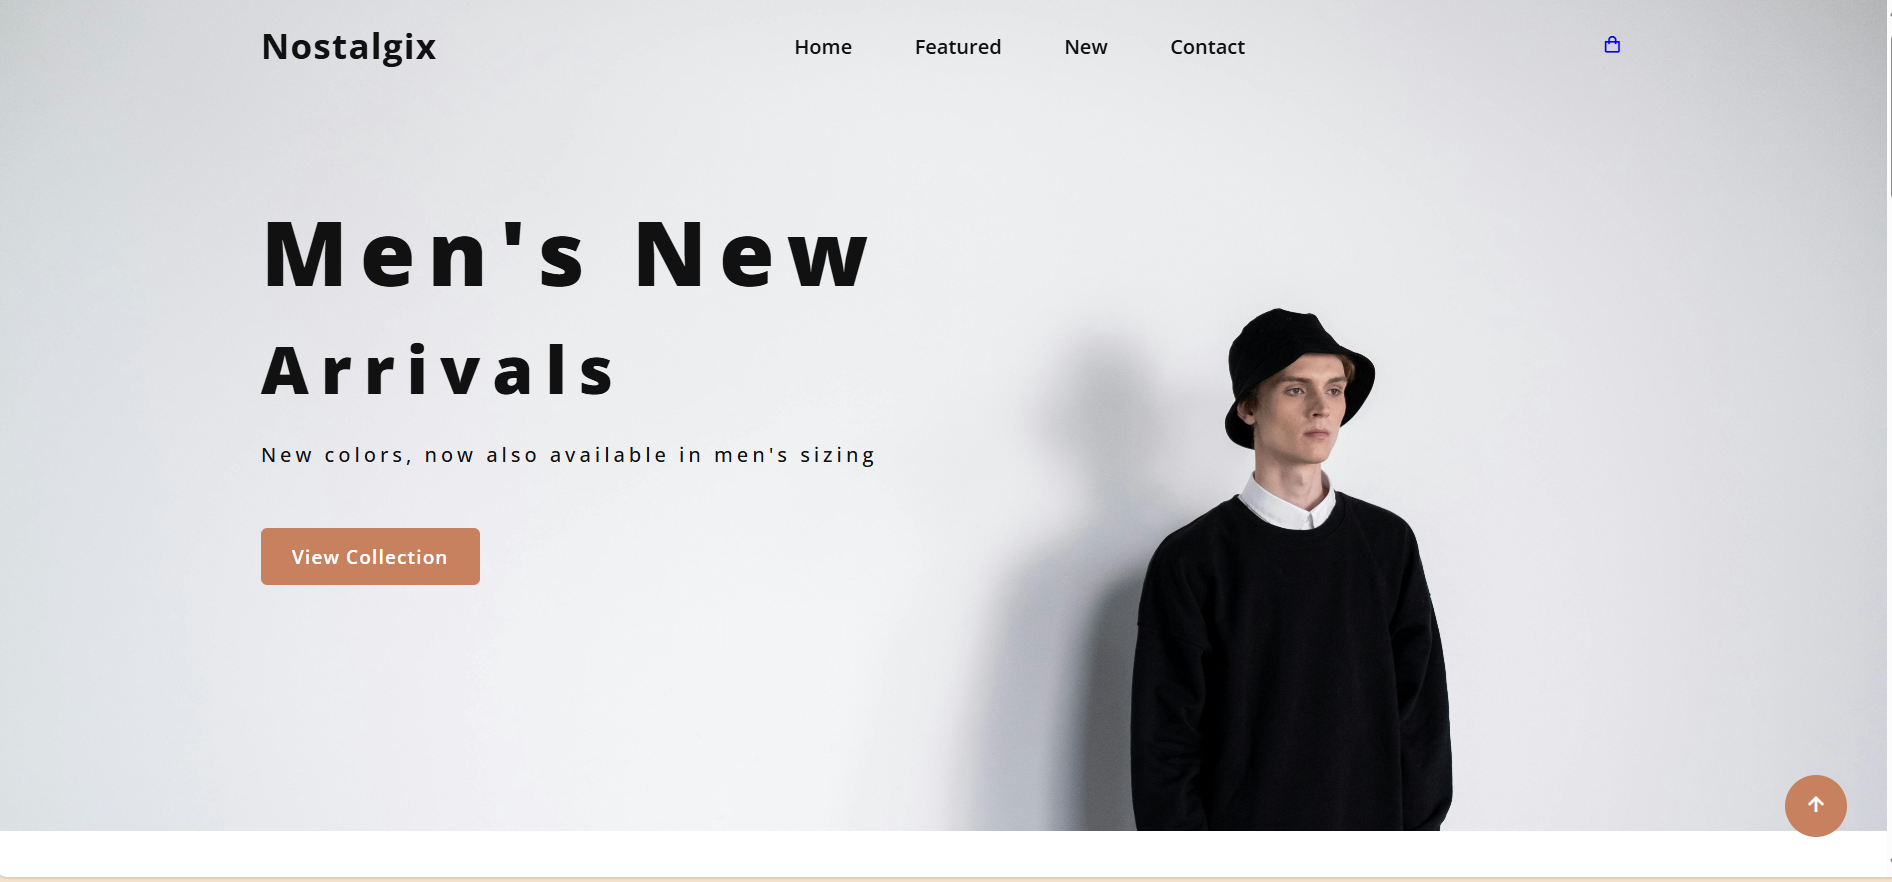 Nostalgix
Home Featured New Contact
Men's New
Arrivals
New colors, now also available in men's sizing
View Collection